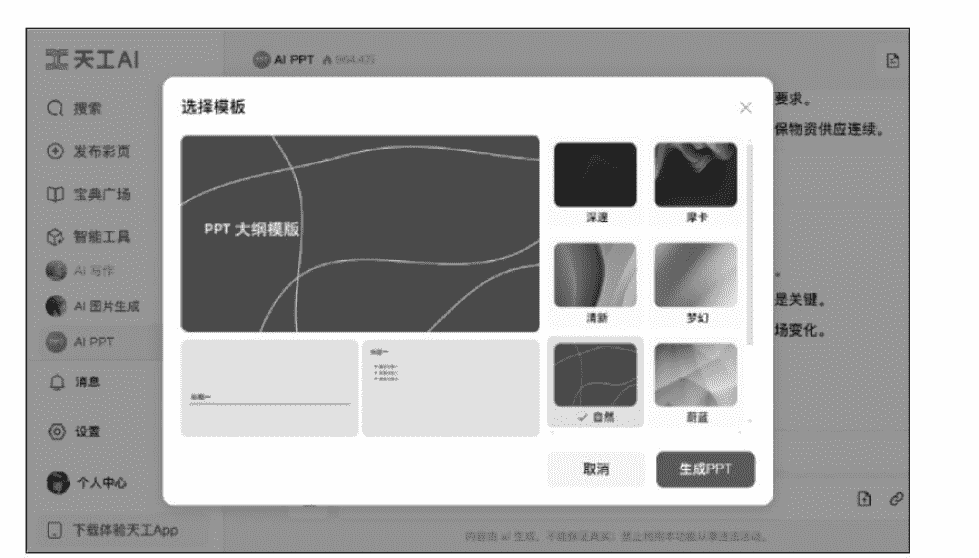 天工AI
搜索
发布彩页
宝典广场
智能工具
AI 写作
AI 图片生成
AI PPT
消息
设置
个人中心
下载体验天工App
AI PPT
要求。
保物资供应连续。
是关键。
场变化。
选择模板
PPT 大纲模版
深邃
摩卡
清新
梦幻
自然
蔚蓝
取消
生成PPT